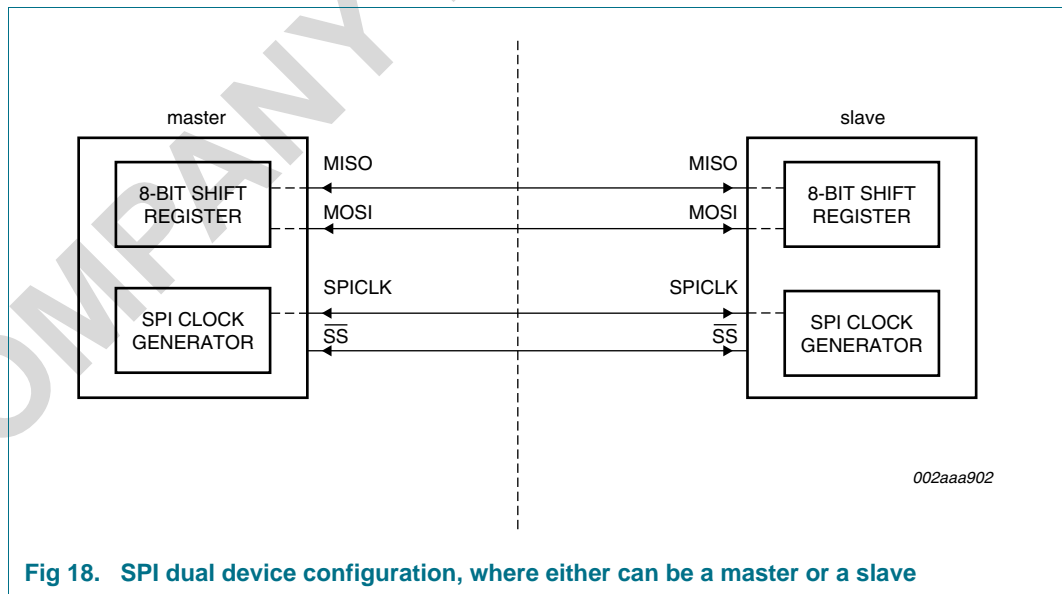 master
slave
8-BIT SHIFT
REGISTER
MISO
MISO
MOSI
MOSI
8-BIT SHIFT
REGISTER
SPI CLOCK
GENERATOR
SPICLK
SPICLK
SS
SS
SPI CLOCK
GENERATOR
002aaa902
Fig 18. SPI dual device configuration, where either can be a master or a slave
OMPANY